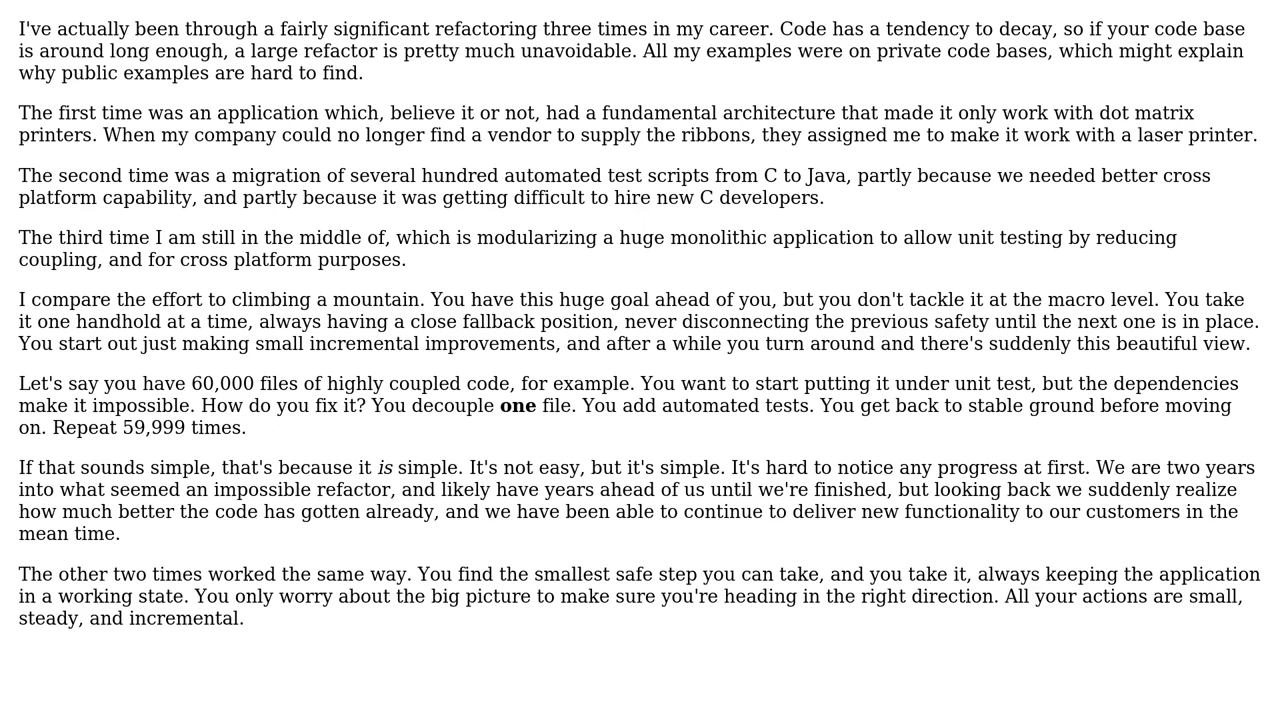 I've actually been through a fairly significant refactoring three times in my career. Code has a tendency to decay, so if your code base
is around long enough, a large refactor is pretty much unavoidable. All my examples were on private code bases, which might explain
why public examples are hard to find.
The first time was an application which, believe it or not, had a fundamental architecture that made it only work with dot matrix
printers. When my company could no longer find a vendor to supply the ribbons, they assigned me to make it work with a laser printer.
The second time was a migration of several hundred automated test scripts from C to Java, partly because we needed better cross
platform capability, and partly because it was getting difficult to hire new C developers.
The third time I am still in the middle of, which is modularizing a huge monolithic application to allow unit testing by reducing
coupling, and for cross platform purposes.
I compare the effort to climbing a mountain. You have this huge goal ahead of you, but you don't tackle it at the macro level. You take
it one handhold at a time, always having a close fallback position, never disconnecting the previous safety until the next one is in place.
You start out just making small incremental improvements, and after a while you turn around and there's suddenly this beautiful view.
Let's say you have 60,000 files of highly coupled code, for example. You want to start putting it under unit test, but the dependencies
make it impossible. How do you fix it? You decouple one file. You add automated tests. You get back to stable ground before moving
on. Repeat 59,999 times.
If that sounds simple, that's because it is simple. It's not easy, but it's simple. It's hard to notice any progress at first. We are two years
into what seemed an impossible refactor, and likely have years ahead of us until we're finished, but looking back we suddenly realize
how much better the code has gotten already, and we have been able to continue to deliver new functionality to our customers in the
mean time.
The other two times worked the same way. You find the smallest safe step you can take, and you take it, always keeping the application
in a working state. You only worry about the big picture to make sure you're heading in the right direction. All your actions are small,
steady, and incremental.